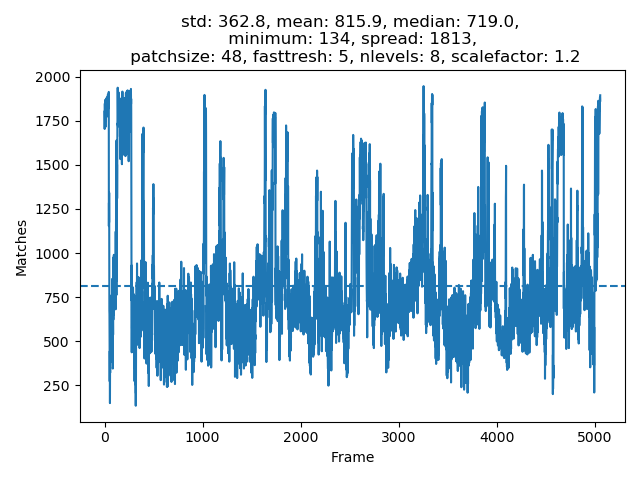 std: 362.8, mean: 815.9, median: 719.0,
minimum: 134, spread: 1813,
patchsize: 48, fasttresh: 5, nlevels: 8, scalefactor: 1.2
2000
1750
1500
1250
1000
750
500
250
Matches
0
1000
2000
3000
4000
5000
Frame